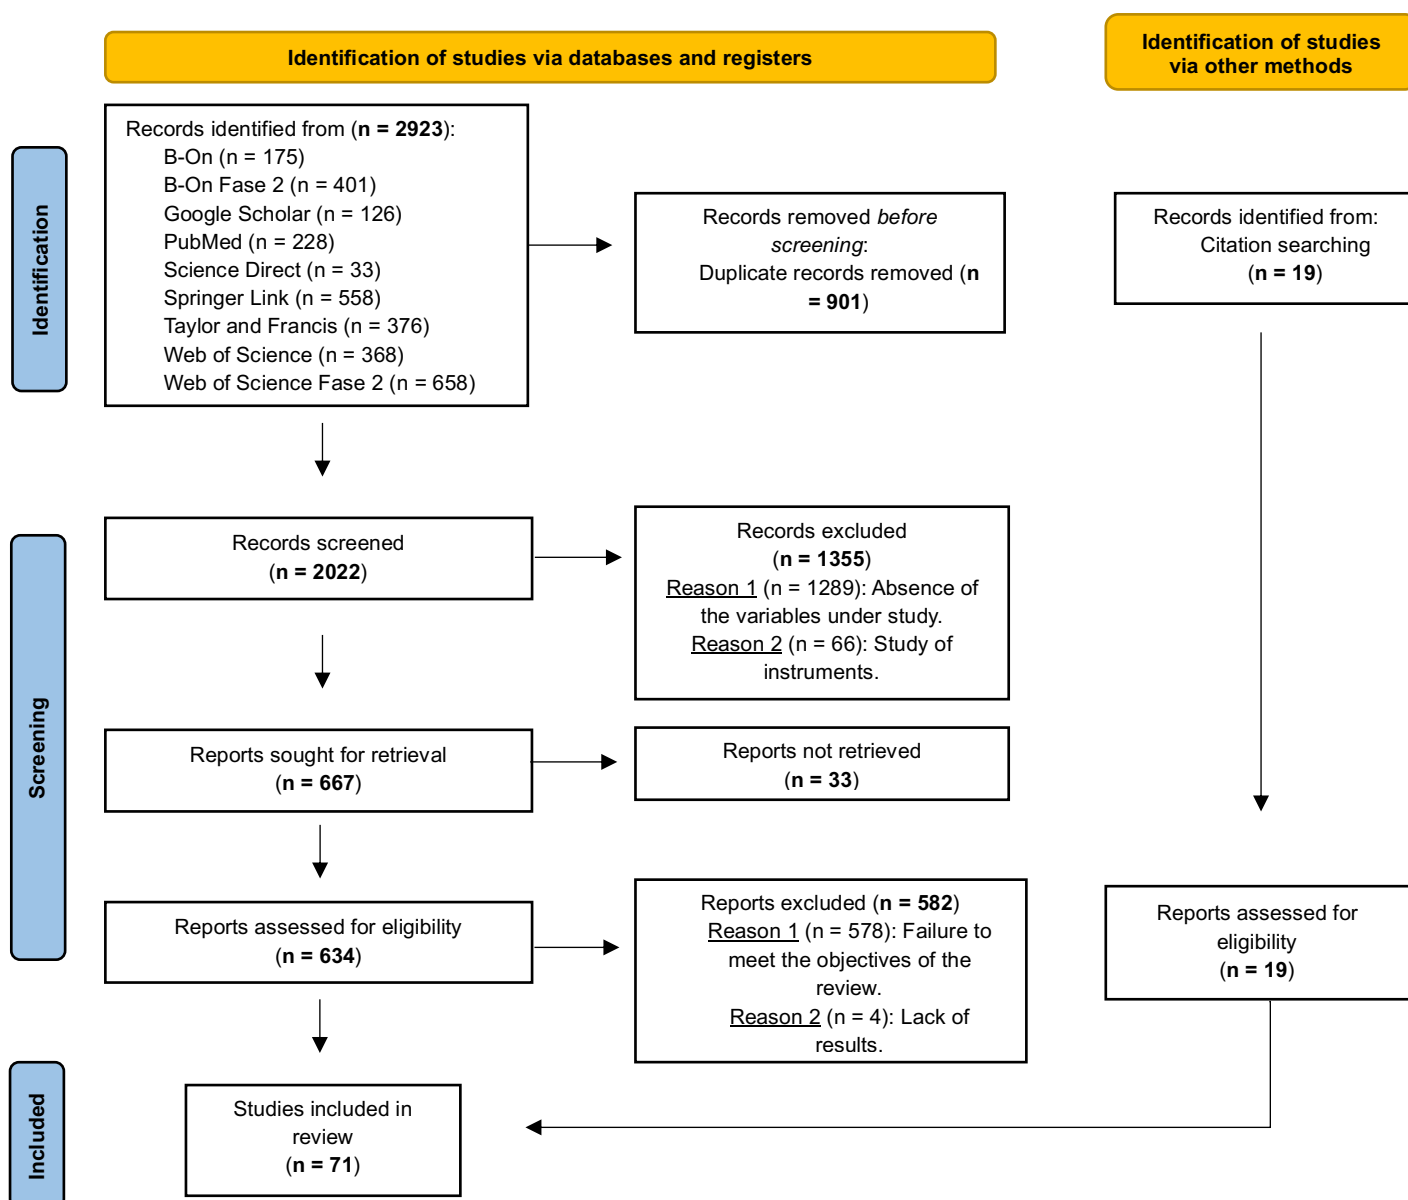 Identification of studies via databases and registers
Identification of studies
via other methods
Identification
Records identified from (n = 2923):
B-On (n = 175)
B-On Fase 2 (n = 401)
Google Scholar (n = 126)
PubMed (n = 228)
Science Direct (n = 33)
Springer Link (n = 558)
Taylor and Francis (n = 376)
Web of Science (n = 368)
Web of Science Fase 2 (n = 658)
Records removed before
screening:
Duplicate records removed (n
= 901)
Records identified from:
Citation searching
(n = 19)
Screening
Records screened
(n = 2022)
Records excluded
(n = 1355)
Reason 1 (n = 1289): Absence of
the variables under study.
Reason 2 (n = 66): Study of
instruments.
Reports sought for retrieval
(n = 667)
Reports not retrieved
(n = 33)
Reports assessed for eligibility
(n = 634)
Reports excluded (n = 582)
Reason 1 (n = 578): Failure to
meet the objectives of the
review.
Reason 2 (n = 4): Lack of
results.
Reports assessed for
eligibility
(n = 19)
Included
Studies included in
review
(n = 71)